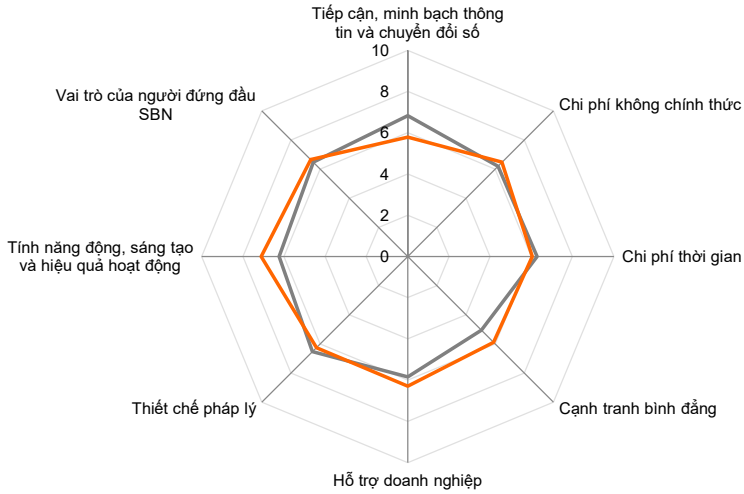 Tiếp cận, minh bạch thông
tin và chuyển đổi số
10
Vai trò của người đứng đầu
SBN
8
Chi phí không chính thức
6
4
2
Tính năng động, sáng tạo
và hiệu quả hoạt động
0
Chi phí thời gian
Thiết chế pháp lý
Cạnh tranh bình đẳng
Hỗ trợ doanh nghiệp